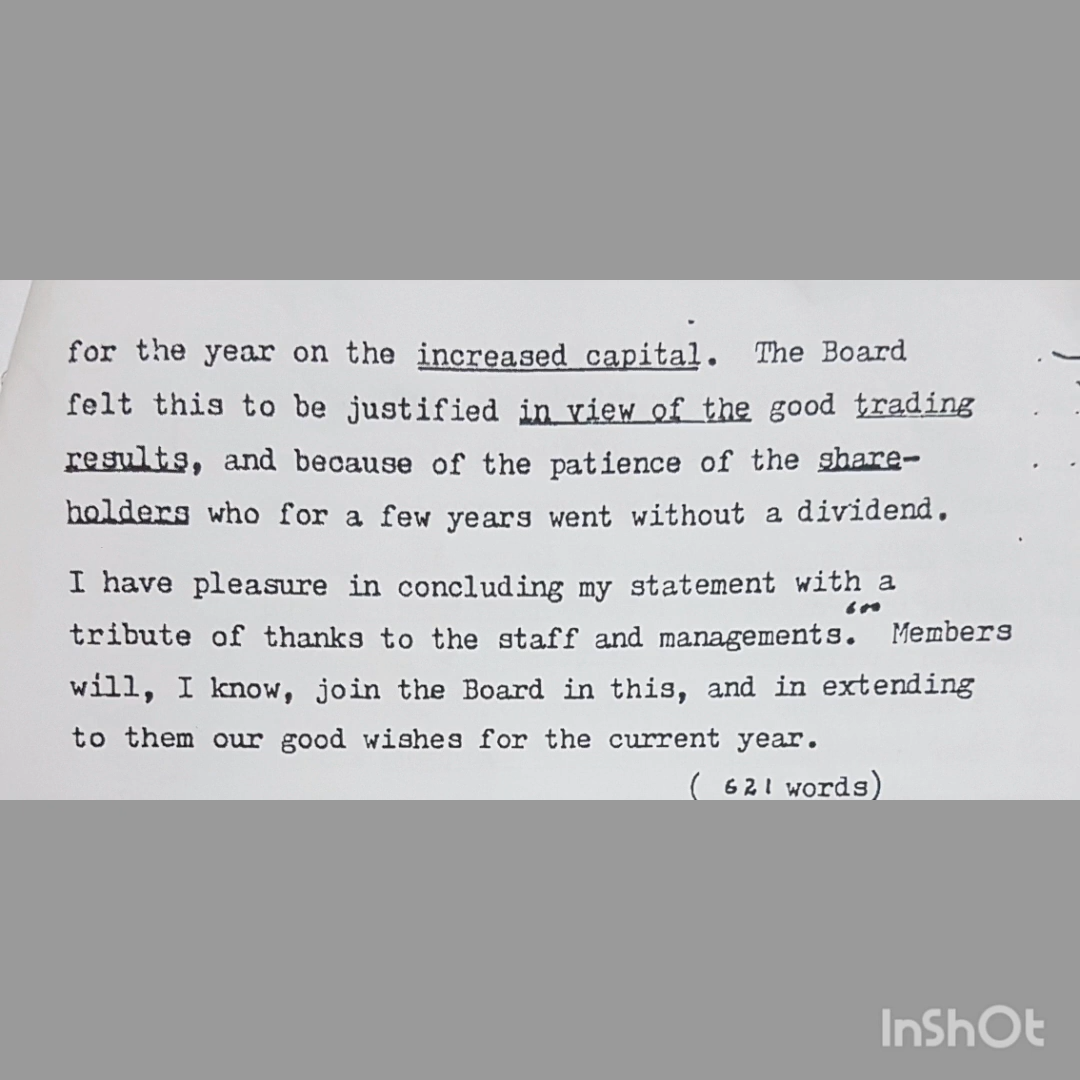 for the year on the increased capital. The Board
felt this to be justified in view of the good trading
results, and because of the patience of the share-
holders who for a few years went without a dividend.
I have pleasure in concluding my statement with a
600
tribute of thanks to the staff and managements. Members
will, I know, join the Board in this, and in extending
to them our good wishes for the current year.
( 621 words)
InShOt